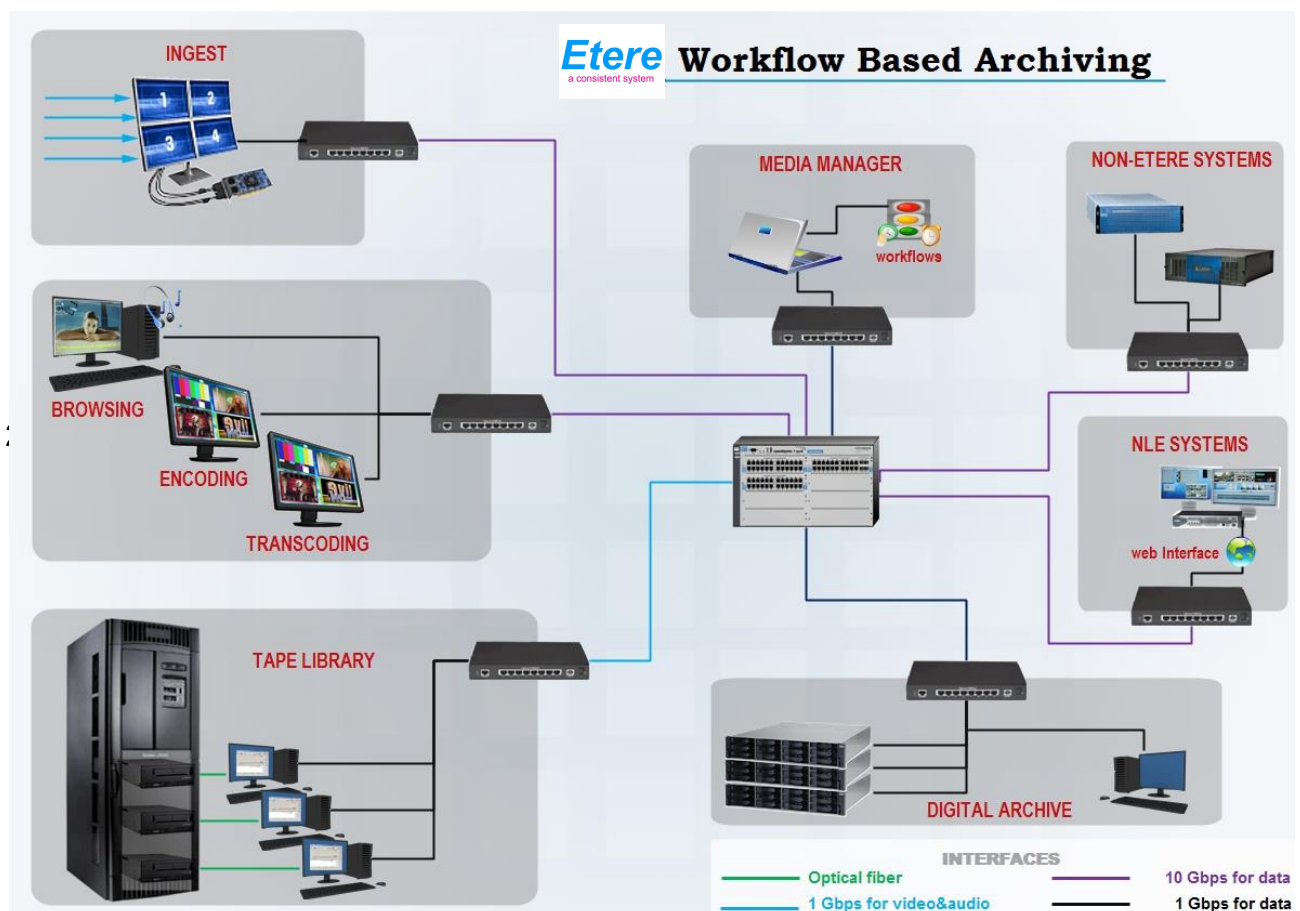 INGEST
Etere
a consistent system
Workflow Based Archiving
1 2
3 4
MEDIA MANAGER
workflows
NON-ETERE SYSTEMS
BROWSING
ENCODING
TRANSCODING
NLE SYSTEMS
web Interface
TAPE LIBRARY
DIGITAL ARCHIVE
INTERFACES
Optical fiber
10 Gbps for data
1 Gbps for video&audio
1 Gbps for data